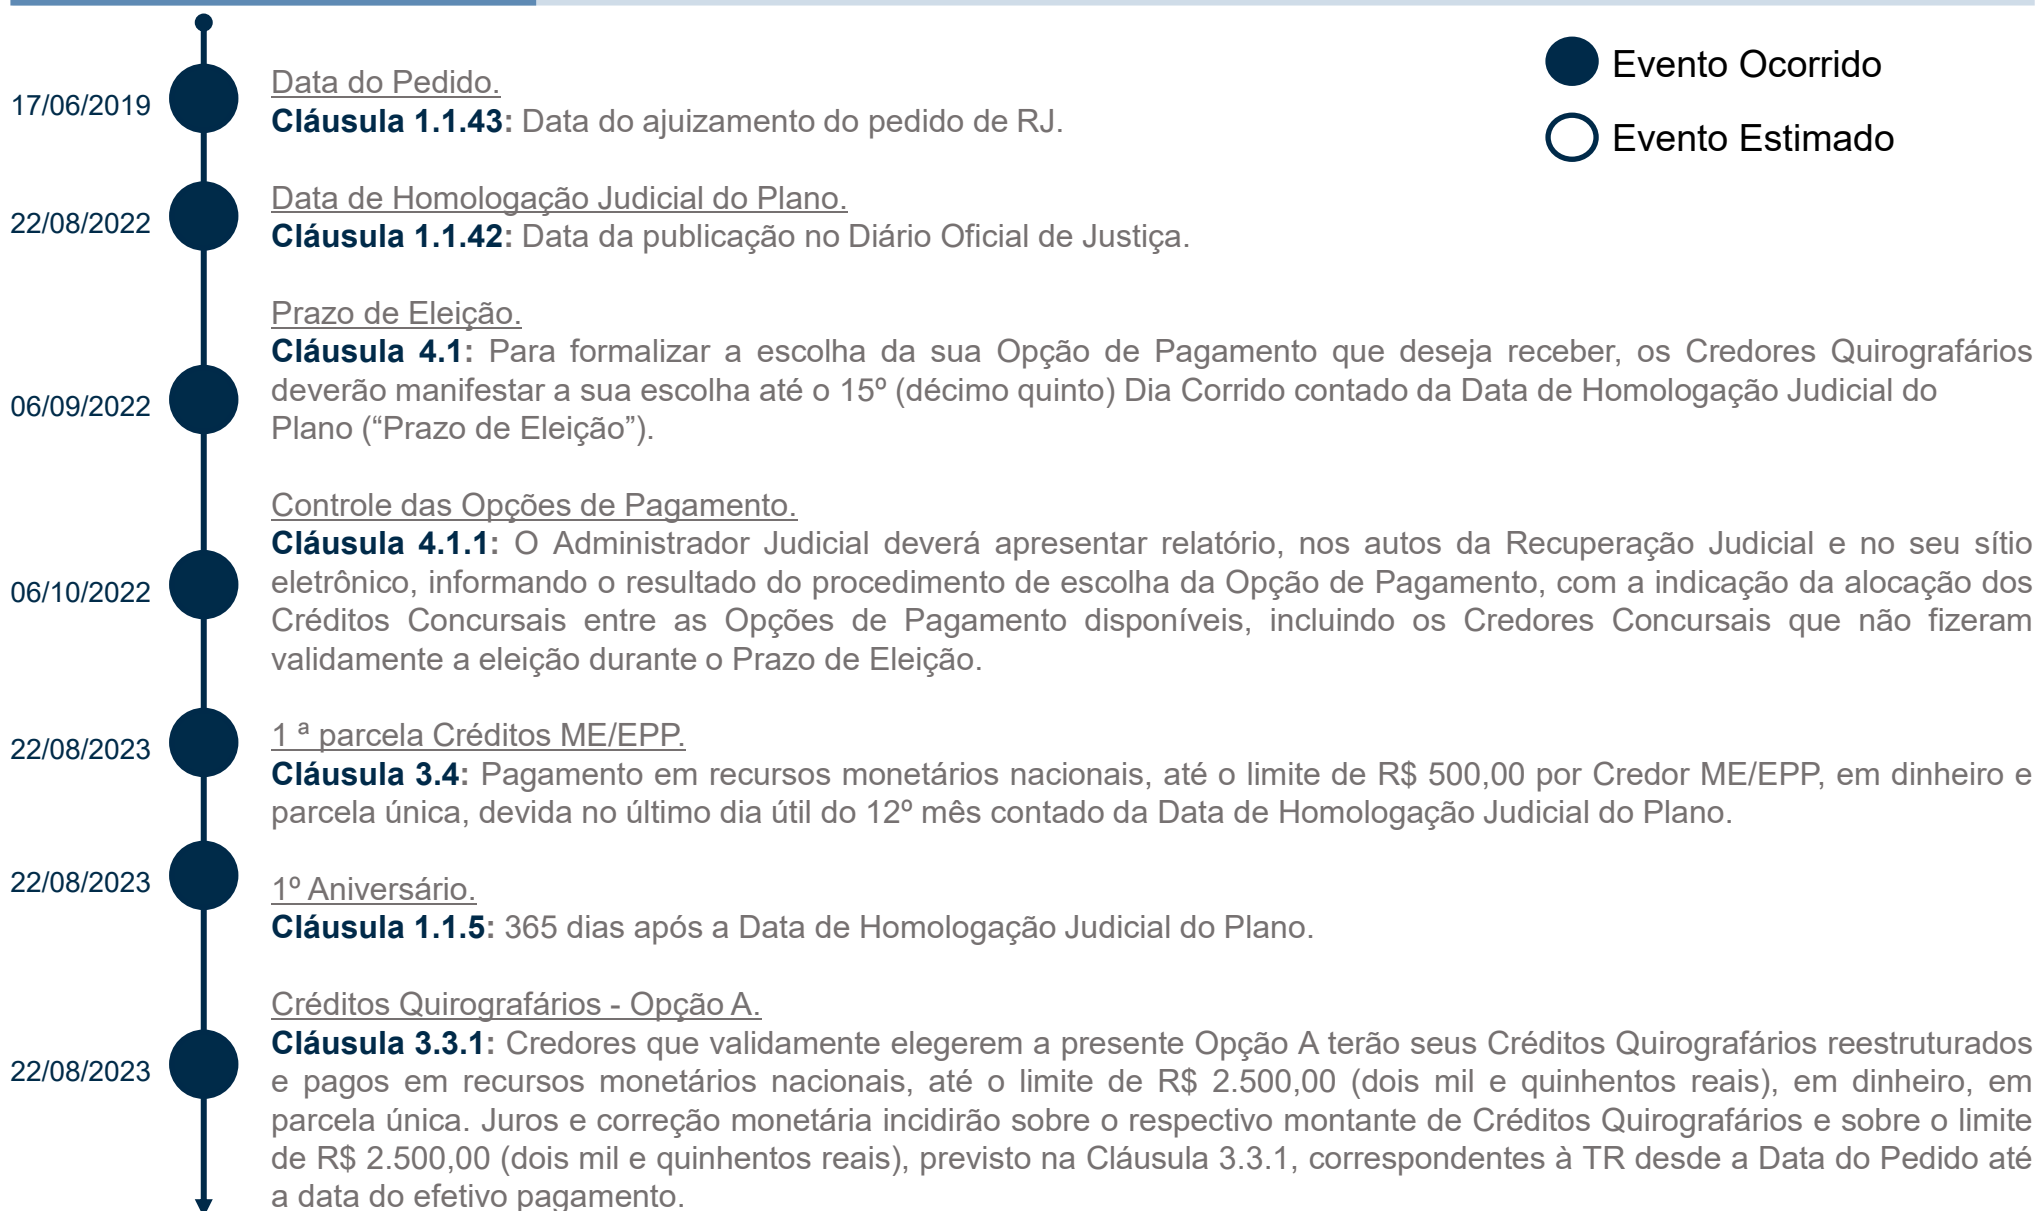 Evento Ocorrido
Evento Estimado
17/06/2019
Data do Pedido.
Cláusula 1.1.43: Data do ajuizamento do pedido de RJ.
22/08/2022
Data de Homologação Judicial do Plano.
Cláusula 1.1.42: Data da publicação no Diário Oficial de Justiça.
06/09/2022
Prazo de Eleição.
Cláusula 4.1: Para formalizar a escolha da sua Opção de Pagamento que deseja receber, os Credores Quirografários
deverão manifestar a sua escolha até o 15º (décimo quinto) Dia Corrido contado da Data de Homologação Judicial do
Plano (“Prazo de Eleição”).
06/10/2022
Controle das Opções de Pagamento.
Cláusula 4.1.1: O Administrador Judicial deverá apresentar relatório, nos autos da Recuperação Judicial e no seu sítio
eletrônico, informando o resultado do procedimento de escolha da Opção de Pagamento, com a indicação da alocação dos
Créditos Concursais entre as Opções de Pagamento disponíveis, incluindo os Credores Concursais que não fizeram
validamente a eleição durante o Prazo de Eleição.
22/08/2023
1 ª parcela Créditos ME/EPP.
Cláusula 3.4: Pagamento em recursos monetários nacionais, até o limite de R$ 500,00 por Credor ME/EPP, em dinheiro e
parcela única, devida no último dia útil do 12º mês contado da Data de Homologação Judicial do Plano.
22/08/2023
1º Aniversário.
Cláusula 1.1.5: 365 dias após a Data de Homologação Judicial do Plano.
22/08/2023
Créditos Quirografários - Opção A.
Cláusula 3.3.1: Credores que validamente elegerem a presente Opção A terão seus Créditos Quirografários reestruturados
e pagos em recursos monetários nacionais, até o limite de R$ 2.500,00 (dois mil e quinhentos reais), em dinheiro, em
parcela única. Juros e correção monetária incidirão sobre o respectivo montante de Créditos Quirografários e sobre o limite
de R$ 2.500,00 (dois mil e quinhentos reais), previsto na Cláusula 3.3.1, correspondentes à TR desde a Data do Pedido até
a data do efetivo pagamento.